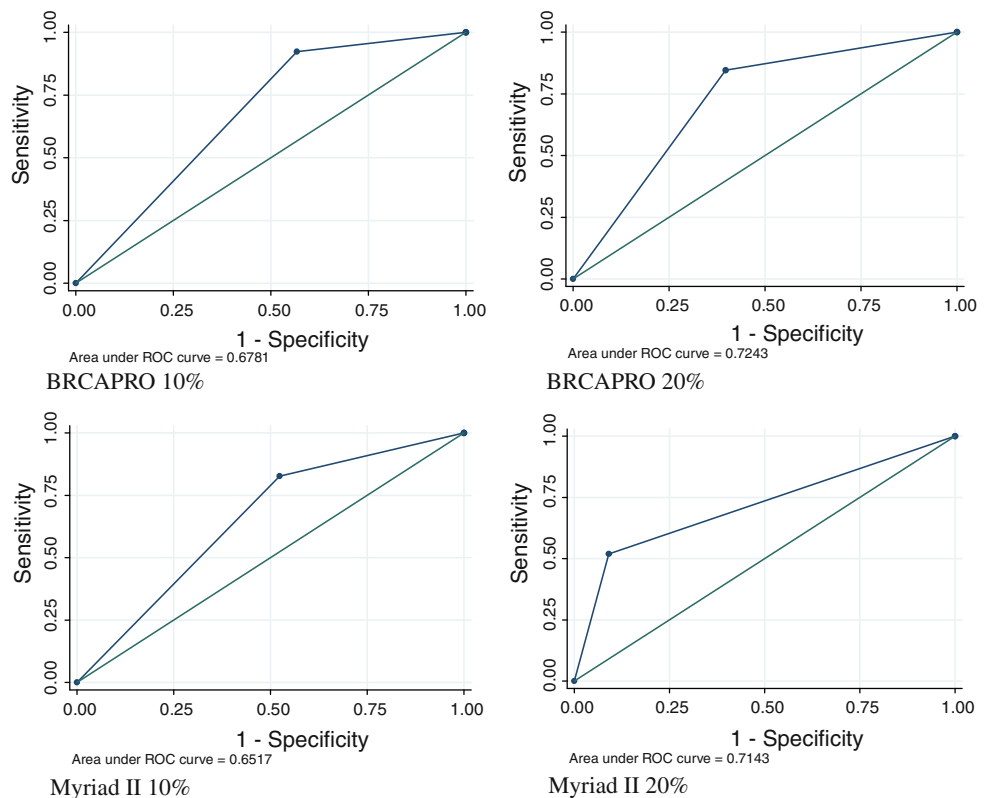 1.00
0.75
0.50
0.25
0.00
Sensitivity
0.00 0.25 0.50 0.75 1.00
1 - Specificity
Area under ROC curve = 0.6781
BRCAPRO 10%
1.00
0.75
0.50
0.25
0.00
Sensitivity
0.00 0.25 0.50 0.75 1.00
1 - Specificity
Area under ROC curve = 0.7243
BRCAPRO 20%
1.00
0.75
0.50
0.25
0.00
Sensitivity
0.00 0.25 0.50 0.75 1.00
1 - Specificity
Area under ROC curve = 0.6517
Myriad II 10%
1.00
0.75
0.50
0.25
0.00
Sensitivity
0.00 0.25 0.50 0.75 1.00
1 - Specificity
Area under ROC curve = 0.7143
Myriad II 20%